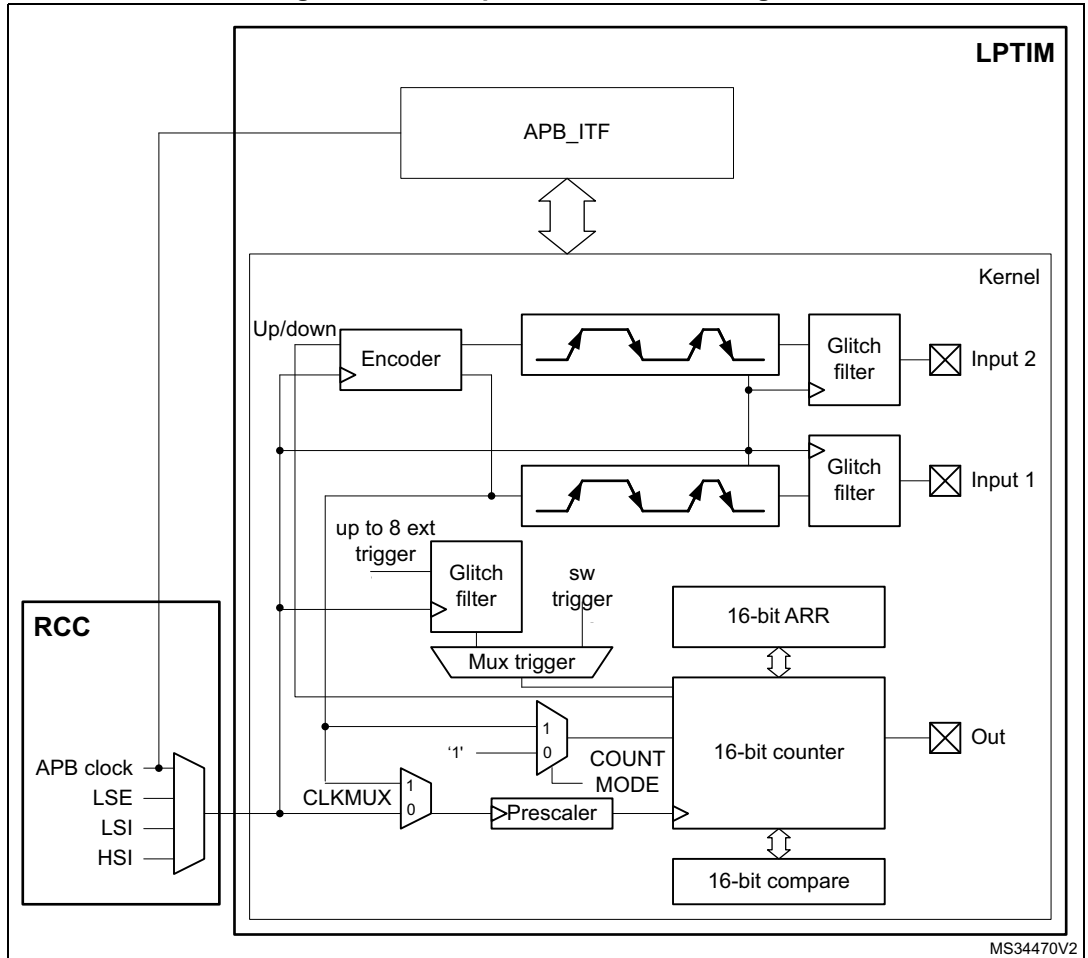 LPTIM
APB_ITF
Kernel
Up/down
Encoder
Glitch
filter
Input 2
Glitch
filter
Input 1
up to 8 ext
trigger
Glitch
filter
sw
trigger
Mux trigger
16-bit ARR
RCC
1
'1'
0
COUNT
MODE
16-bit counter
Out
APB clock
LSE
LSI
HSI
CLKMUX
1
0
Prescaler
16-bit compare
MS34470V2